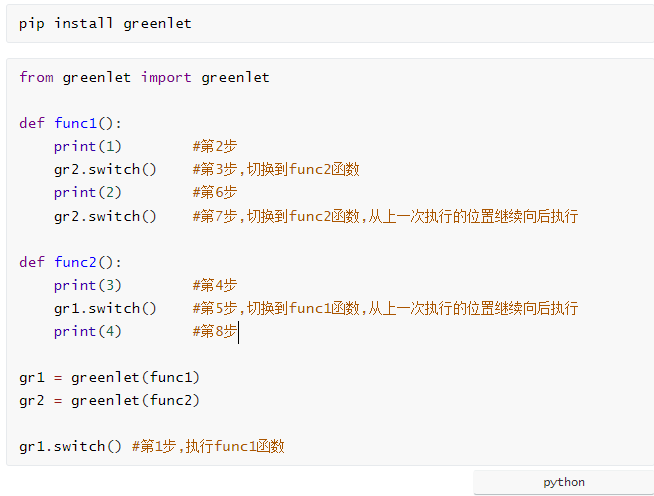 pip install greenlet
from greenlet import greenlet
def func1():
    print(1)        #第2步
    gr2.switch()    #第3步,切换到func2函数
    print(2)        #第6步
    gr2.switch()    #第7步,切换到func2函数,从上一次执行的位置继续向后执行
def func2():
    print(3)        #第4步
    gr1.switch()    #第5步,切换到func1函数,从上一次执行的位置继续向后执行
    print(4)        #第8步
gr1 = greenlet(func1)
gr2 = greenlet(func2)
gr1.switch() #第1步,执行func1函数
python